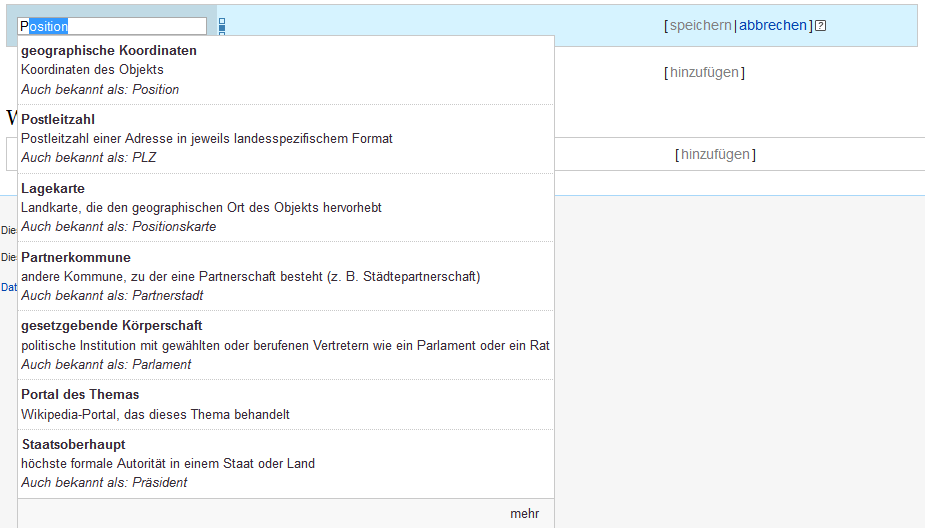 Position
[ speichern | abbrechen ] ?
geographische Koordinaten
Koordinaten des Objekts
Auch bekannt als: Position
[ hinzufügen ]
Postleitzahl
Postleitzahl einer Adresse in jeweils landesspezifischem Format
Auch bekannt als: PLZ
[ hinzufügen ]
Lagekarte
Landkarte, die den geographischen Ort des Objekts hervorhebt
Auch bekannt als: Positionskarte
Partnerkommune
andere Kommune, zu der eine Partnerschaft besteht (z. B. Städtepartnerschaft)
Auch bekannt als: Partnerstadt
gesetzgebende Körperschaft
politische Institution mit gewählten oder berufenen Vertretern wie ein Parlament oder ein Rat
Auch bekannt als: Parlament
Portal des Themas
Wikipedia-Portal, das dieses Thema behandelt
Staatsoberhaupt
höchste formale Autorität in einem Staat oder Land
Auch bekannt als: Präsident
mehr